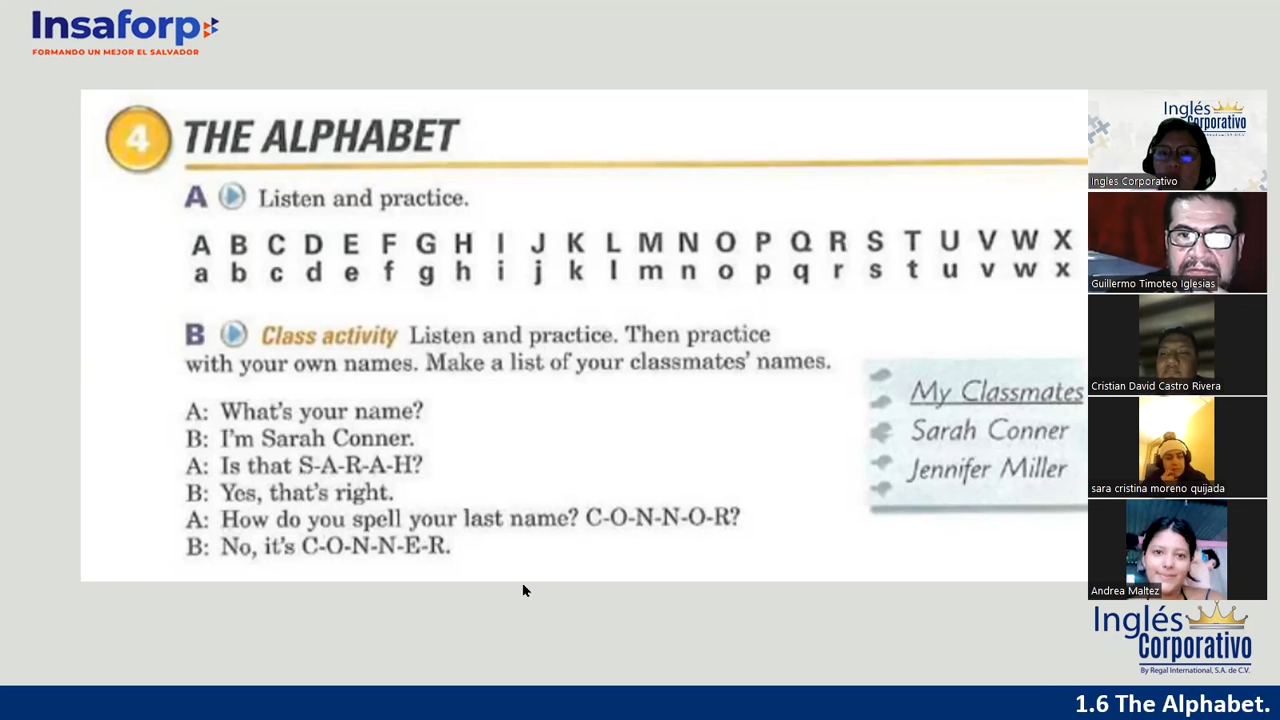 Insaforp
FORMANDO UN MEJOR EL SALVADOR
4 THE ALPHABET
A Listen and practice.
A B C D E F G H I J K L M N O P Q R S T U V W X
a b c d e f g h i j k l m n o p q r s t u v w x
B Class activity Listen and practice. Then practice
with your own names. Make a list of your classmates' names.
A: What's your name?
B: I'm Sarah Conner.
A: Is that S-A-R-A-H?
B: Yes, that's right.
A: How do you spell your last name? C-O-N-N-O-R?
B: No, it's C-O-N-N-E-R.
My Classmates
Sarah Conner
Jennifer Miller
Inglés
Corporativo
Ingles Corporativo
Guillermo Timoteo Iglesias
Cristian David Castro Rivera
sara cristina moreno quijada
Andrea Maltez
Inglés
Corporativo
By Regal International, S.A. de C.V.
1.6 The Alphabet.